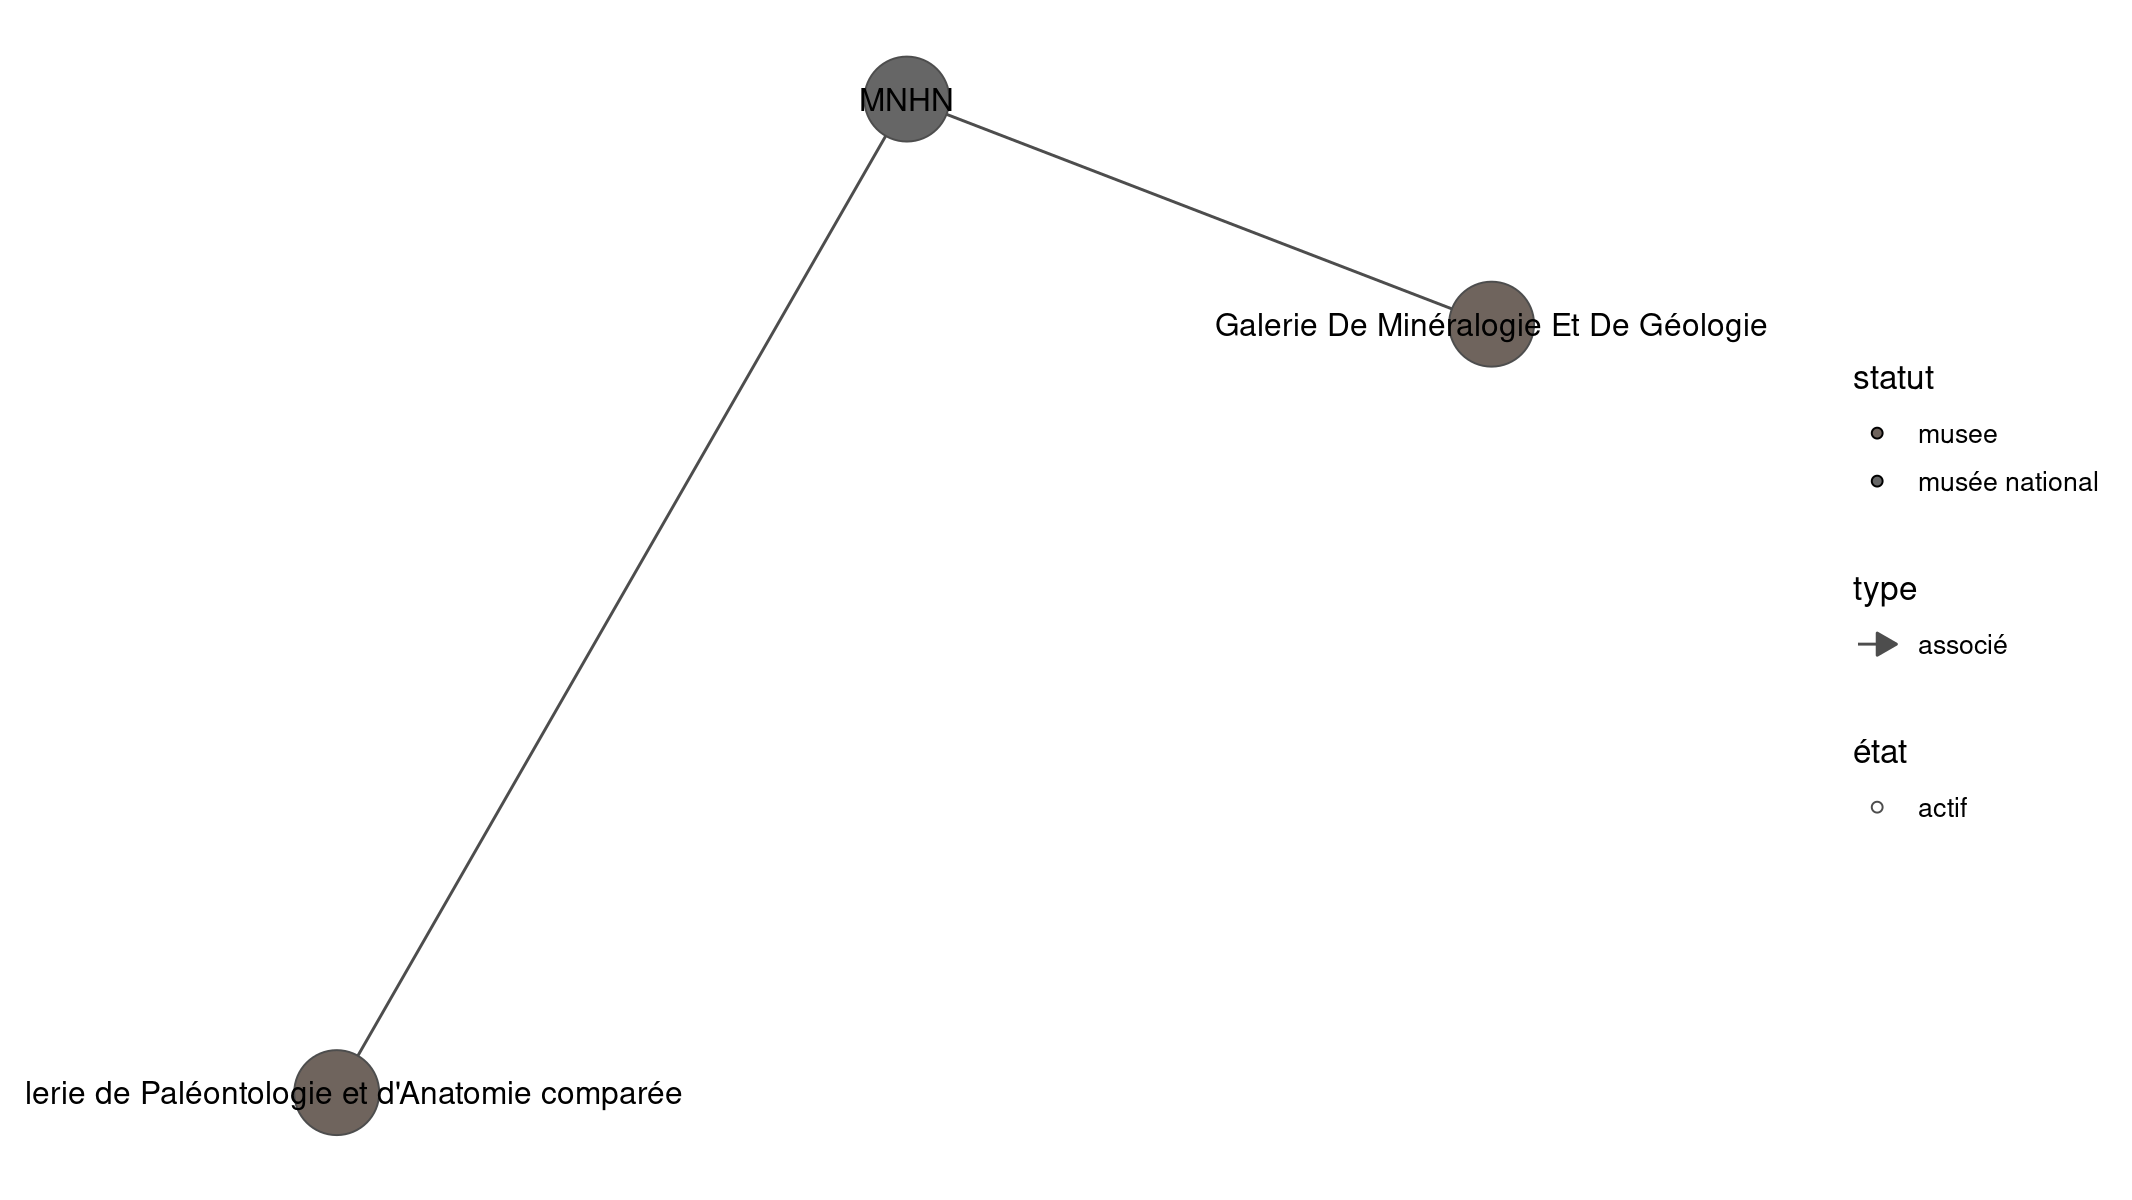 MNHN
Galerie De Minéralogie Et De Géologie
lerie de Paléontologie et d'Anatomie comparée
statut
musee
musée national
type
associé
état
actif